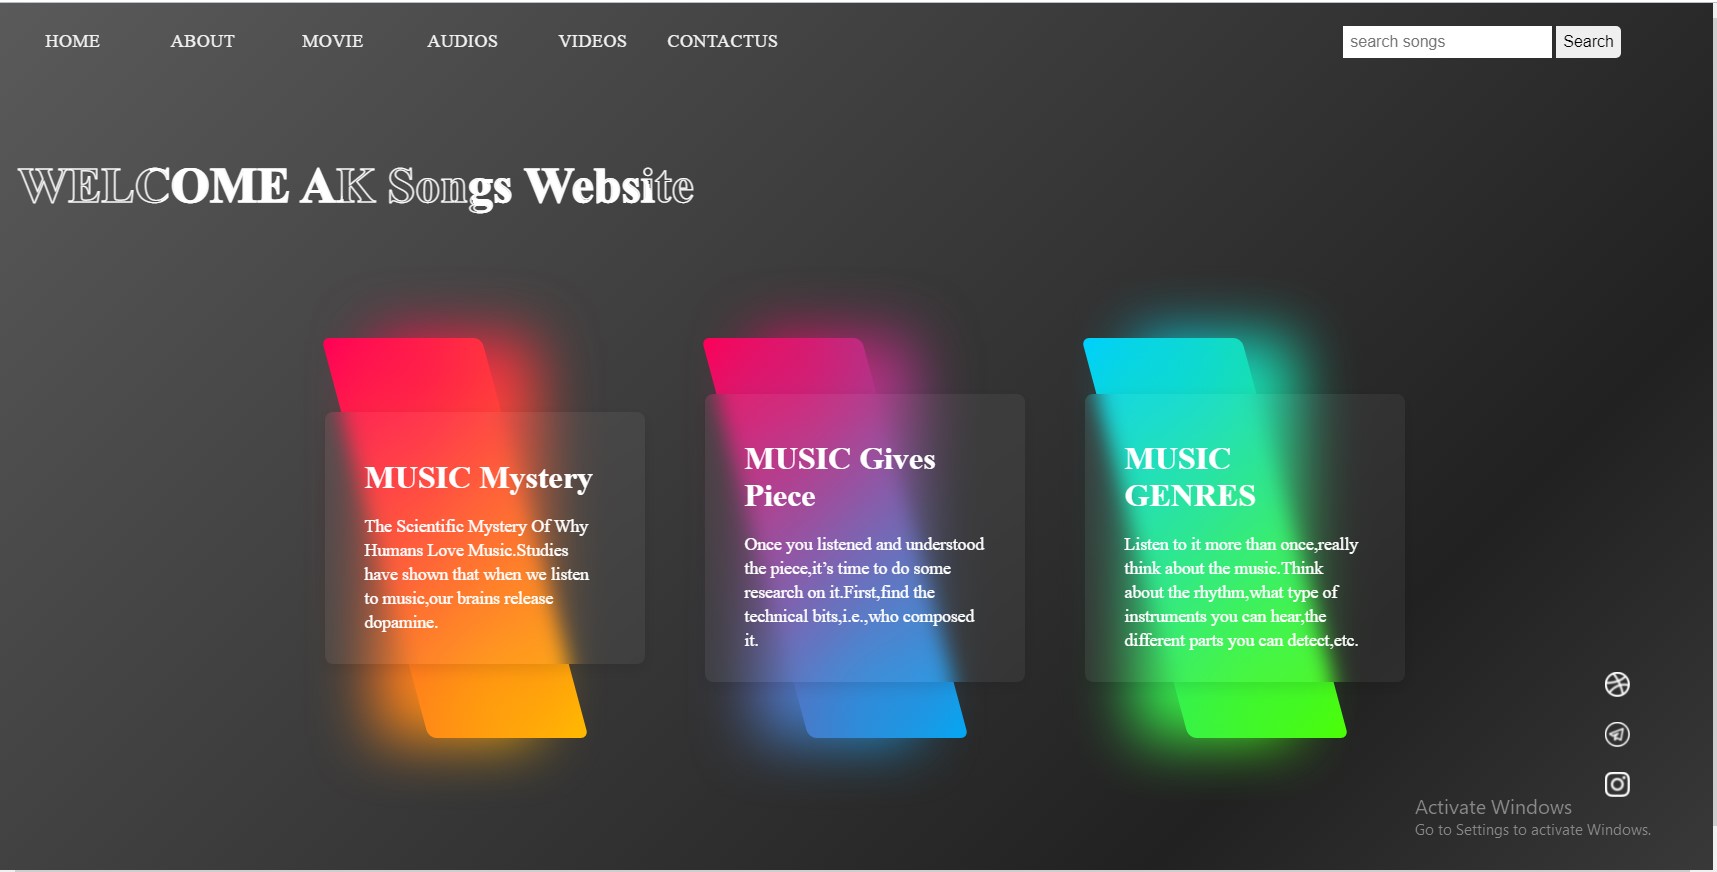 HOME ABOUT MOVIE AUDIOS VIDEOS CONTACTUS search songs Search
WELCOME AK Songs Website
MUSIC Mystery
The Scientific Mystery Of Why
Humans Love Music.Studies
have shown that when we listen
to music,our brains release
dopamine.
MUSIC Gives
Piece
Once you listened and understood
the piece,it’s time to do some
research on it.First,find the
technical bits,i.e.,who composed
it.
MUSIC
GENRES
Listen to it more than once,really
think about the music.Think
about the rhythm,what type of
instruments you can hear,the
different parts you can detect,etc.
Activate Windows
Go to Settings to activate Windows.